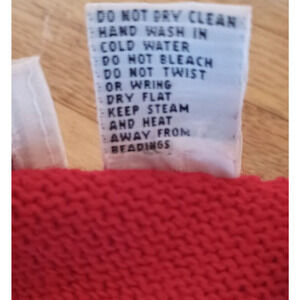 DO NOT DRY CLEAN
HAND WASH IN
COLD WATER
DO NOT BLEACH
DO NOT TWIST
OR WRING
DRY FLAT
KEEP STEAM
AND HEAT
AWAY FROM
BEADINGS